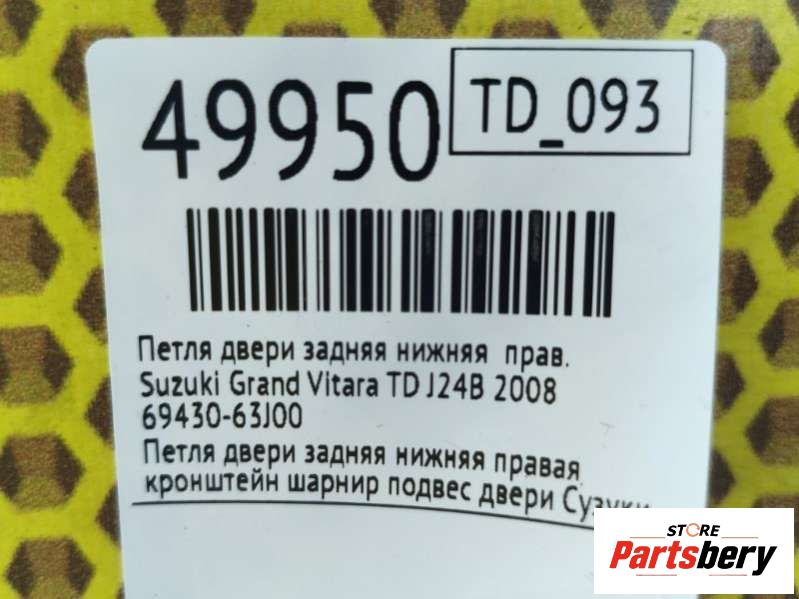 49950
TD_093
Петля двери задняя нижняя прав.
Suzuki Grand Vitara TD J24B 2008
69430-63J00
Петля двери задняя нижняя правая
кронштейн шарнир подвес двери Сузуки
STORE
Partsbery